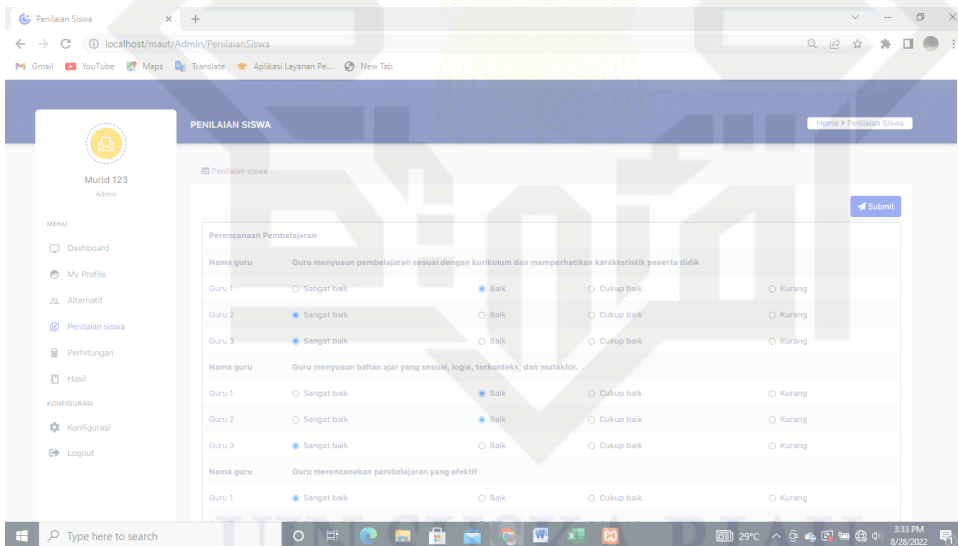 Penilaian Siswa
localhost/maut/Admin/PenilaianSiswa
Gmail YouTube Maps Translate Aplikasi Layanan Pe... New Tab
PENILAIAN SISWA
Home > Penilaian Siswa
Murid 123
Admin
MENU
Dashboard
My Profile
Alternatif
Penilaian siswa
Perhitungan
Hasil
KONFIGURASI
Konfigurasi
Logout
Penilaian siswa
Submit
Perencanaan Pembelajaran
Nama guru Guru menyusun pembelajaran sesuai dengan kurikulum dan memperhatikan karakteristik peserta didik
Guru 1 Sangat baik Baik Cukup baik Kurang
Guru 2 Sangat baik Baik Cukup baik Kurang
Guru 3 Sangat baik Baik Cukup baik Kurang
Nama guru Guru menyusun bahan ajar yang sesuai, logis, terkonteks, dan mutakhir.
Guru 1 Sangat baik Baik Cukup baik Kurang
Guru 2 Sangat baik Baik Cukup baik Kurang
Guru 3 Sangat baik Baik Cukup baik Kurang
Nama guru Guru merencanakan pembelajaran yang efektif
Guru 1 Sangat baik Baik Cukup baik Kurang
UIN SUSKA RIAU
Type here to search
29°C
3:33 PM
8/28/2022